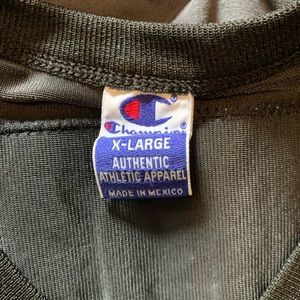 Champion
X-LARGE
AUTHENTIC
ATHLETIC APPAREL
MADE IN MEXICO